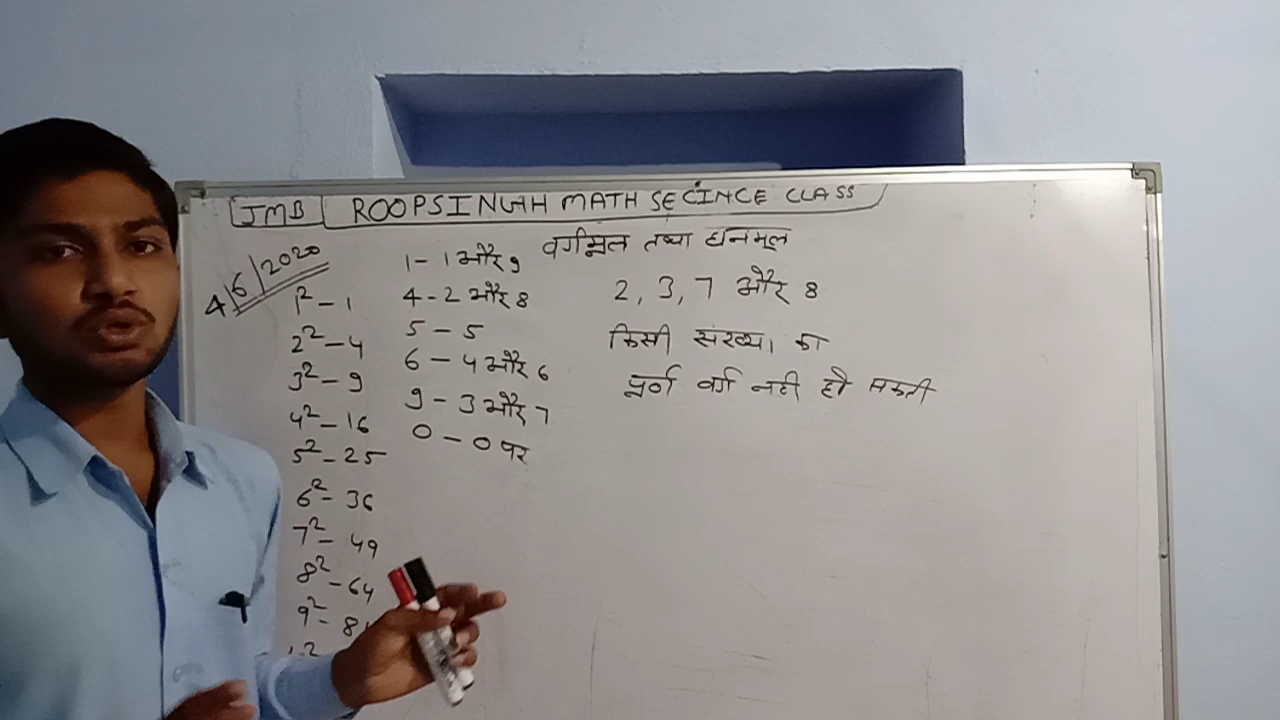 JMB ROOPSINGH MATH SECINCE CLASS
वर्गमूल तथा घनमूल
4/6/2020
1² - 1
2² - 4
3² - 9
4² - 16
5² - 25
6² - 36
7² - 49
8² - 64
9² - 81
1 - 1 और 9
4 - 2 और 8
5 - 5
6 - 4 और 6
9 - 3 और 7
0 - 0 पर
2, 3, 7 और 8
किसी संख्या का
पूर्ण वर्ग नही हो सकती